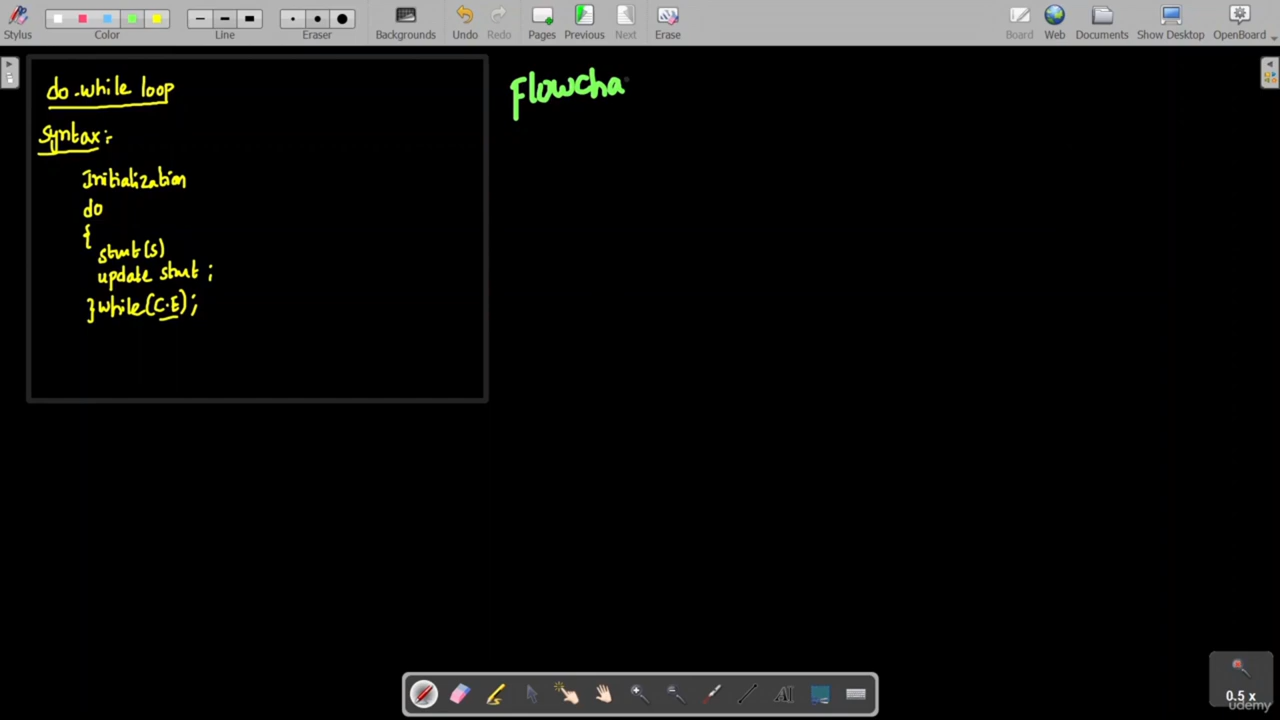 Stylus
Color
Line
Eraser
Backgrounds
Undo
Redo
Pages
Previous
Next
Erase
Board
Web
Documents
Show Desktop
OpenBoard
do-while loop
Syntax:
Initialization
do
{
stmt(s)
update stmt ;
}while(C.E);
Flowcha
0.5 x
udemy